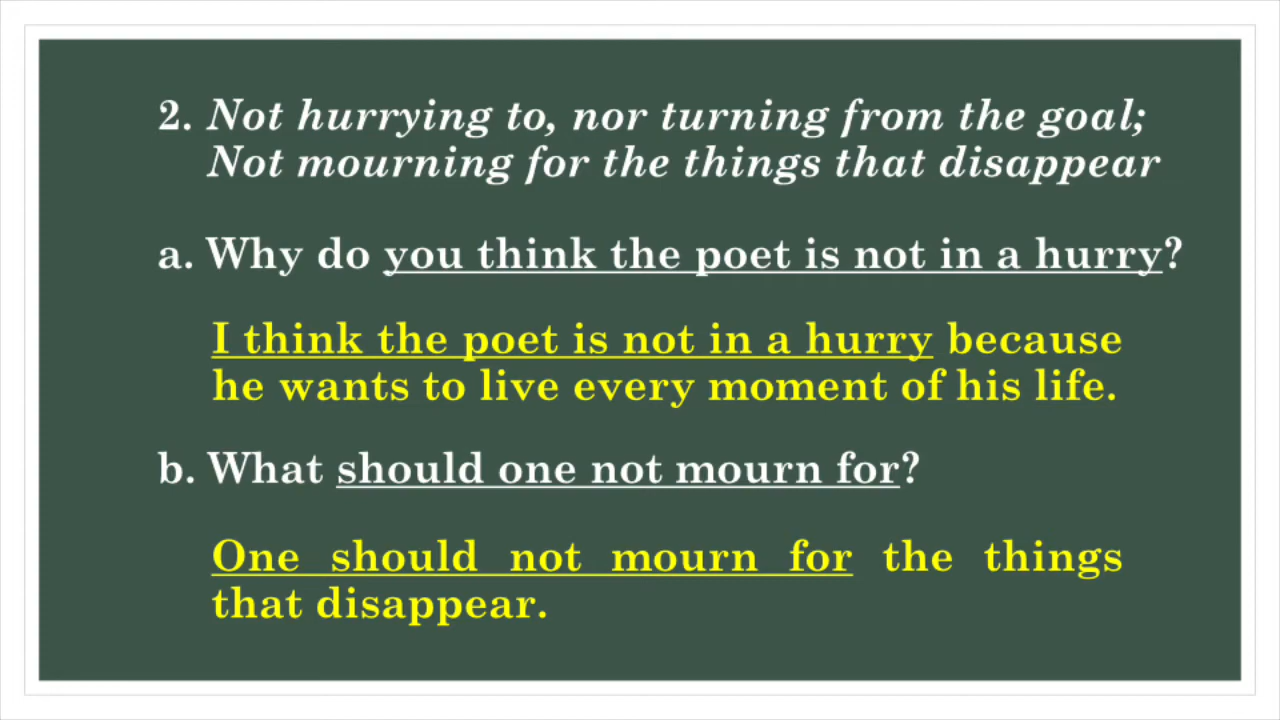 2. Not hurrying to, nor turning from the goal;
Not mourning for the things that disappear
a. Why do you think the poet is not in a hurry?
I think the poet is not in a hurry because
he wants to live every moment of his life.
b. What should one not mourn for?
One should not mourn for the things
that disappear.